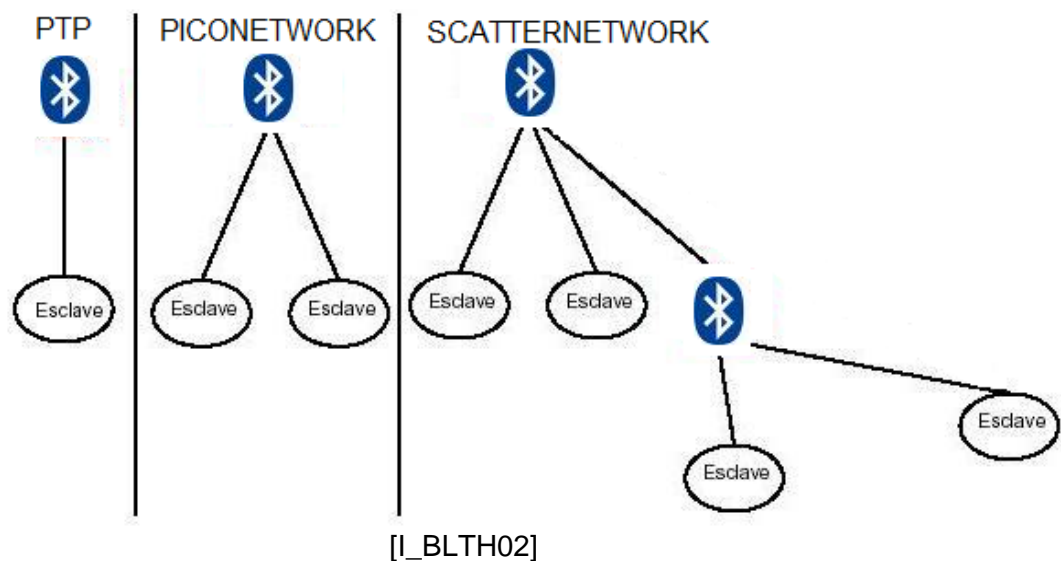 PTP
PICONETWORK
SCATTERNETWORK
Esclave
Esclave
Esclave
Esclave
Esclave
Esclave
Esclave
[I_BLTH02]